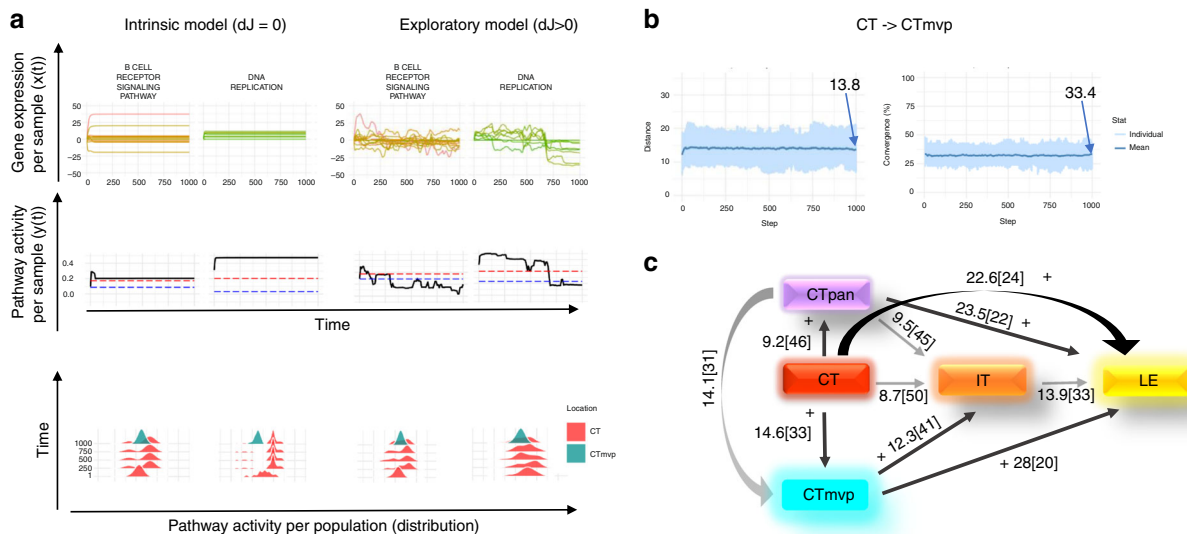 a
Intrinsic model (dJ = 0)
Exploratory model (dJ>0)
Gene expression
per sample (x(t))
B CELL
RECEPTOR
SIGNALING
PATHWAY
DNA
REPLICATION
B CELL
RECEPTOR
SIGNALING
PATHWAY
DNA
REPLICATION
50
25
0
−25
−50
0 250 500 750 1000
0 250 500 750 1000
50
25
0
−25
−50
0 250 500 750 1000
0 250 500 750 1000
Pathway activity
per sample (y(t))
0.4
0.2
0.0
Time
Time
1000
750
500
250
1
Location
CT
CTmvp
Pathway activity per population (distribution)
b
CT -> CTmvp
Distance
30
20
10
0
13.8
0 250 500 750 1000
Step
Convergence (%)
100
75
50
25
0
33.4
0 250 500 750 1000
Step
Stat
Individual
Mean
c
22.6[24] +
CTpan
23.5[22] +
9.5[45]
+
9.2[46]
14.1[31]
CT
8.7[50]
IT
13.9[33]
LE
+
14.6[33]
+ 12.3[41]
+ 28[20]
CTmvp